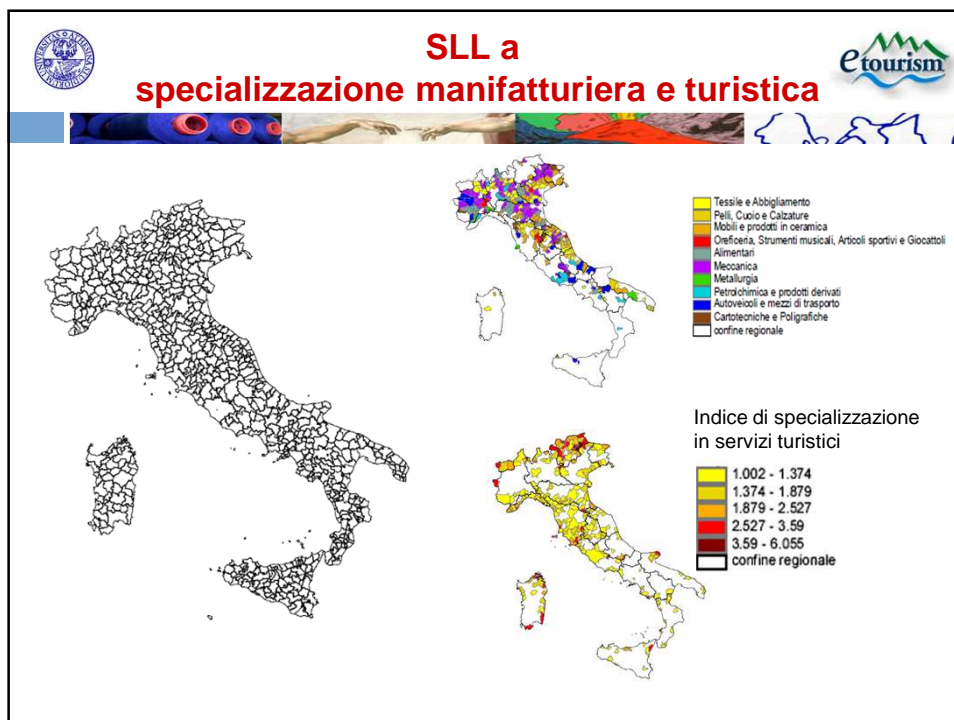 SLL a
specializzazione manifatturiera e turistica
etourism
Tessile e Abbigliamento
Pelli, Cuoio e Calzature
Mobili e prodotti in ceramica
Oreficeria, Strumenti musicali, Articoli sportivi e Giocattoli
Alimentari
Meccanica
Metallurgia
Petrolchimica e prodotti derivati
Autoveicoli e mezzi di trasporto
Cartotecniche e Poligrafiche
confine regionale
Indice di specializzazione
in servizi turistici
1.002 - 1.374
1.374 - 1.879
1.879 - 2.527
2.527 - 3.59
3.59 - 6.055
confine regionale